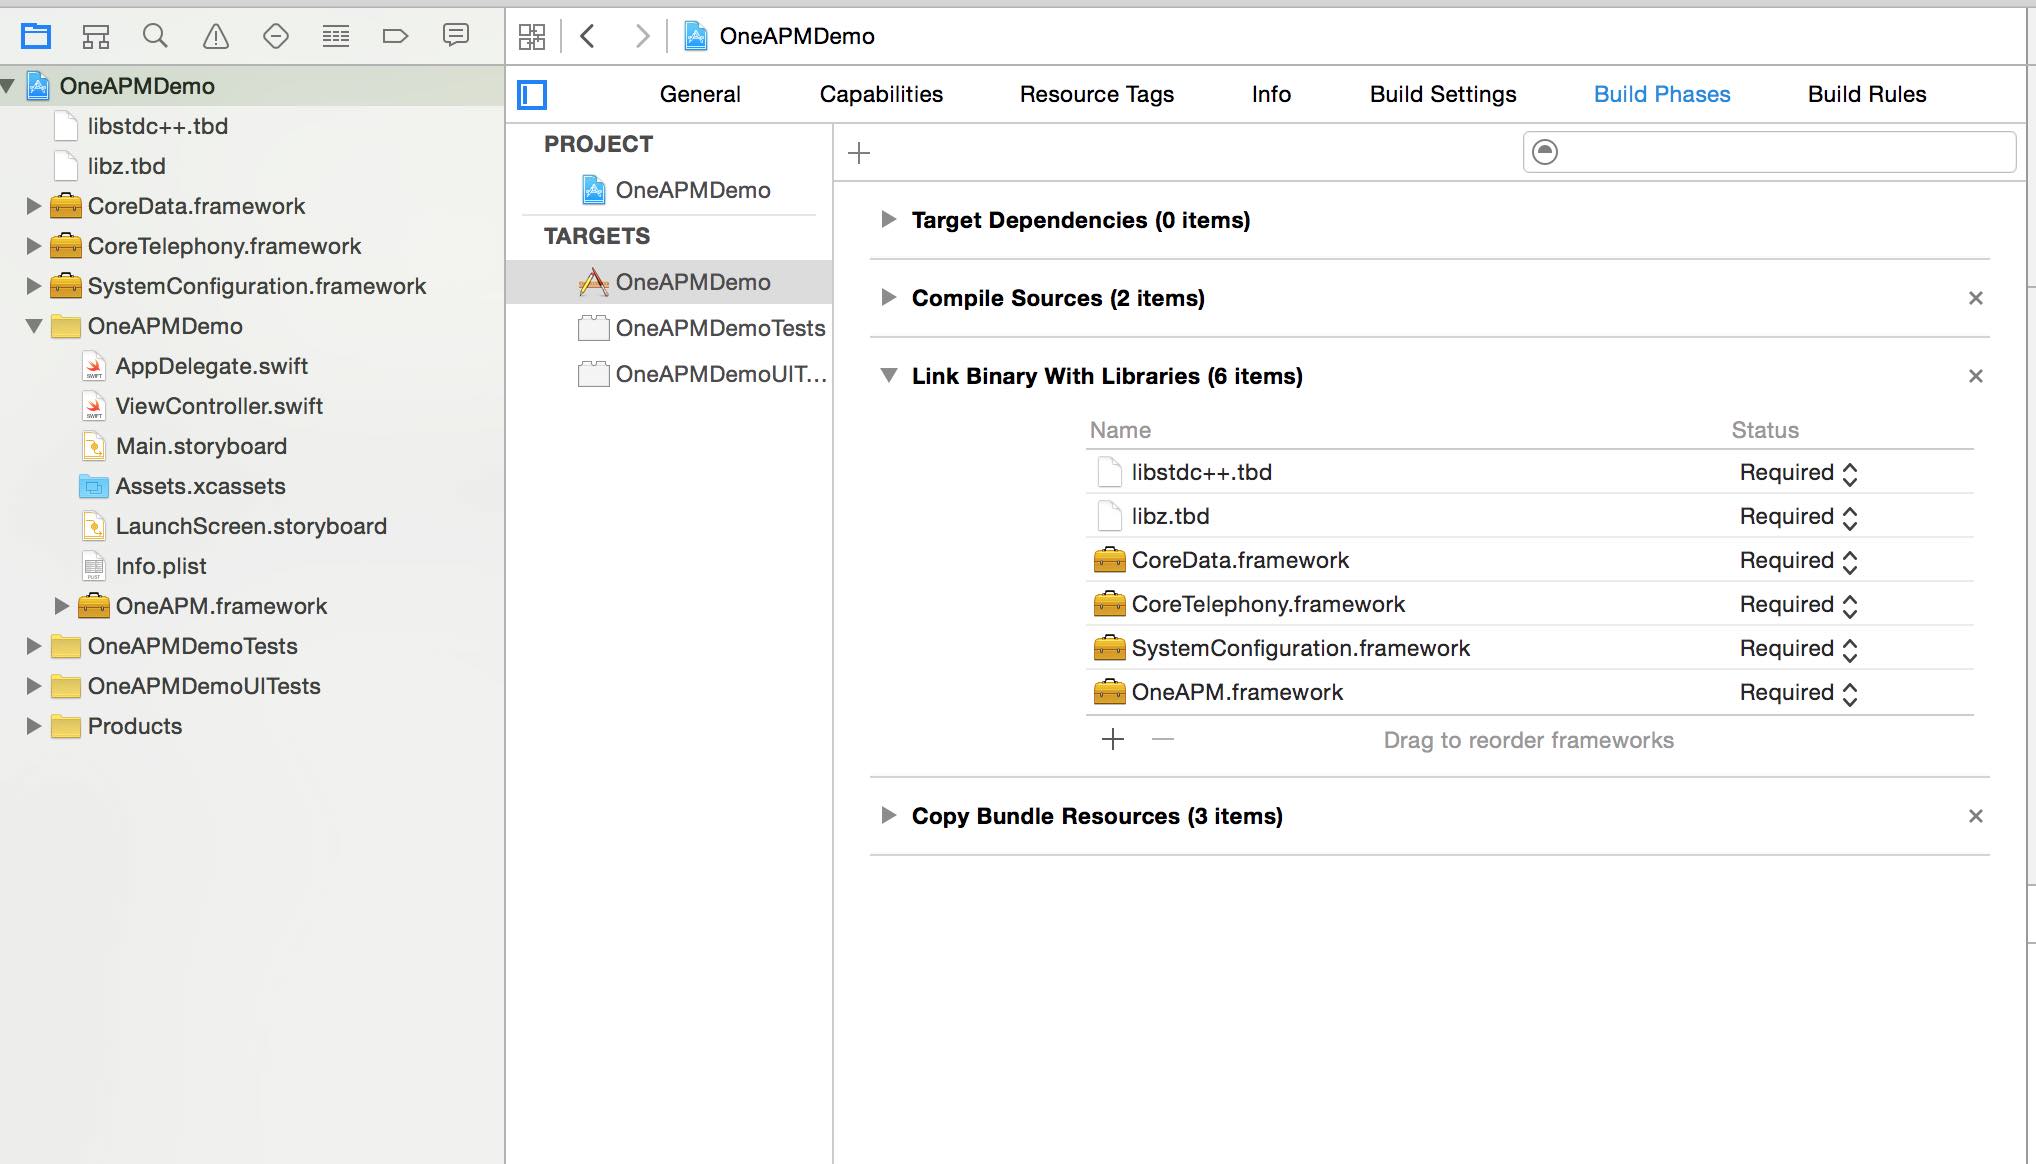 OneAPMDemo
OneAPMDemo
libstdc++.tbd
libz.tbd
CoreData.framework
CoreTelephony.framework
SystemConfiguration.framework
OneAPMDemo
AppDelegate.swift
ViewController.swift
Main.storyboard
Assets.xcassets
LaunchScreen.storyboard
Info.plist
OneAPM.framework
OneAPMDemoTests
OneAPMDemoUITests
Products
General Capabilities Resource Tags Info Build Settings Build Phases Build Rules
PROJECT
OneAPMDemo
TARGETS
OneAPMDemo
OneAPMDemoTests
OneAPMDemoUIT...
Target Dependencies (0 items)
Compile Sources (2 items)
Link Binary With Libraries (6 items)
Name Status
libstdc++.tbd Required
libz.tbd Required
CoreData.framework Required
CoreTelephony.framework Required
SystemConfiguration.framework Required
OneAPM.framework Required
Drag to reorder frameworks
Copy Bundle Resources (3 items)